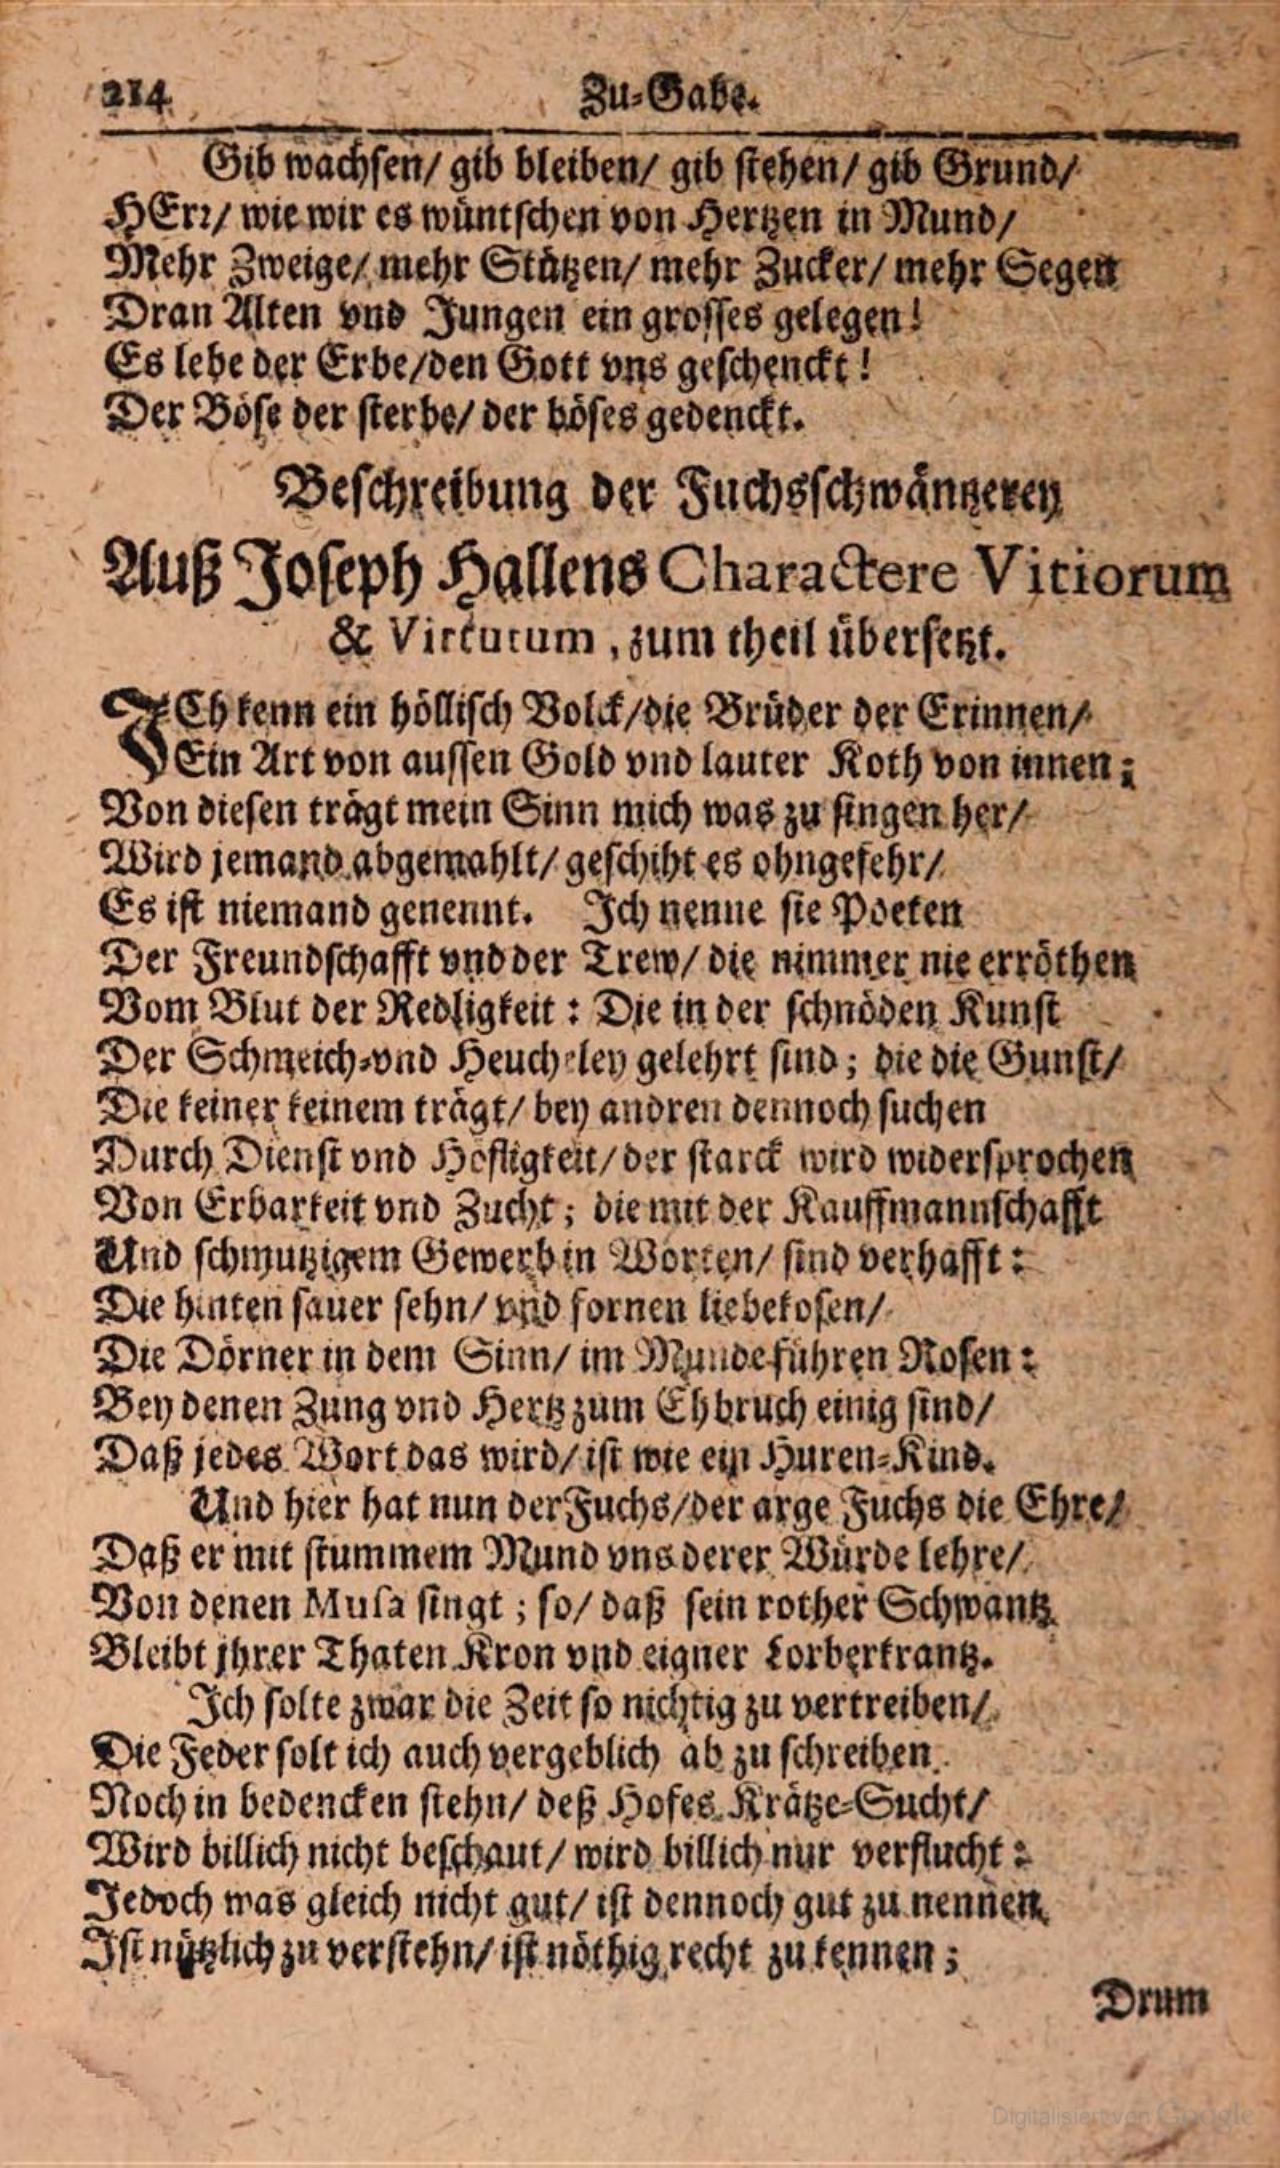 214 Zu-Gabe.
Gib wachsen/ gib bleiben/ gib stehen/ gib Grund/
HErr/ wie wir es wüntschen von Hertzen in Mund/
Mehr Zweige/ mehr Stützen/ mehr Zucker/ mehr Segen
Dran Alten vnd Jungen ein grosses gelegen!
Es lebe der Erbe/den Gott vns geschenckt!
Der Böse der sterbe/ der böses gedenckt.
Beschreibung der Fuchsschwäntzerey
Auß Joseph Hallens Charactere Vitiorum
& Virtutum, zum theil übersetzt.
ICh kenn ein höllisch Volck/die Brüder der Erinnen/
Ein Art von aussen Gold vnd lauter Koth von innen;
Von diesen trägt mein Sinn mich was zu singen her/
Wird jemand abgemahlt/ geschiht es ohngefehr/
Es ist niemand genennt. Ich nenne sie Poeten
Der Freundschafft vnd der Trew/ die nimmer nie erröthen
Vom Blut der Redligkeit: Die in der schnöden Kunst
Der Schmeich-vnd Heucheley gelehrt sind; die die Gunst/
Die keiner keinem trägt/ bey andren dennoch suchen
Durch Dienst vnd Höfligkeit/der starck wird widersprochen
Von Erbarkeit vnd Zucht; die mit der Kauffmannschafft
Und schmutzigem Gewerb in Worten/ sind verhafft:
Die hinten sauer sehn/ vnd fornen liebekosen/
Die Dörner in dem Sinn/ im Munde führen Rosen:
Bey denen Zung vnd Hertz zum Ehbruch einig sind/
Daß jedes Wort das wird/ ist wie ein Huren-Kind.
Und hier hat nun der Fuchs/der arge Fuchs die Ehre/
Daß er mit stummem Mund vns derer Würde lehre/
Von denen Musa singt; so/ daß sein rother Schwantz
Bleibt jhrer Thaten Kron vnd eigner Lorberkrantz.
Ich solte zwar die Zeit so nichtig zu vertreiben/
Die Feder solt ich auch vergeblich ab zu schreiben
Noch in bedencken stehn/ deß Hofes Krätze-Sucht/
Wird billich nicht beschaut/ wird billich nur verflucht:
Jedoch was gleich nicht gut/ ist dennoch gut zu nennen
Ist nützlich zu verstehn/ ist nöthig recht zu kennen;
Drum
Digitalisiert von Google